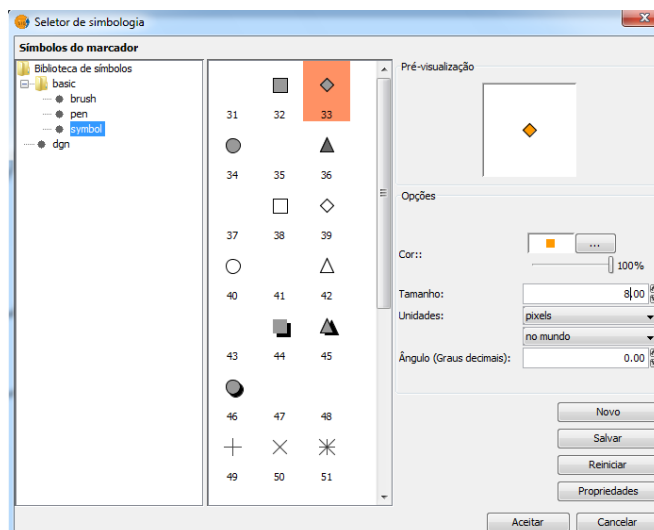 Seletor de simbologia
Símbolos do marcador
Biblioteca de símbolos
basic
brush
pen
symbol
dgn
31 32 33
34 35 36
37 38 39
40 41 42
43 44 45
46 47 48
49 50 51
Pré-visualização
Opções
Cor::
...
100%
Tamanho: 8.00
Unidades: pixels
no mundo
Ângulo (Graus decimais): 0.00
Novo
Salvar
Reiniciar
Propriedades
Aceitar Cancelar